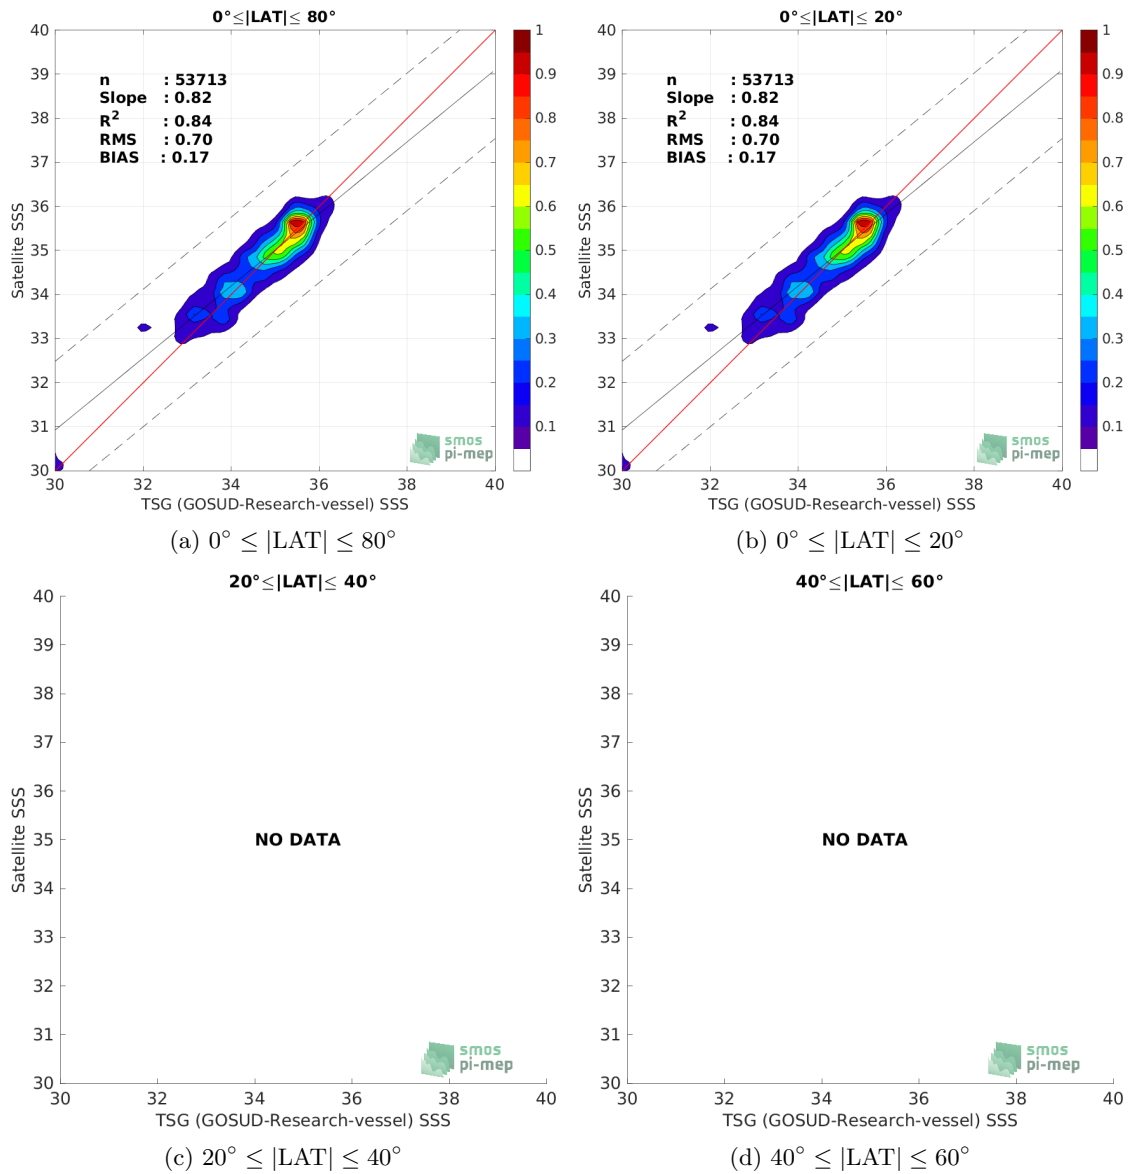 0°≤|LAT|≤ 80°
40
39
38
37
36
35
34
33
32
31
30
Satellite SSS
n : 53713
Slope : 0.82
R² : 0.84
RMS : 0.70
BIAS : 0.17
1
0.9
0.8
0.7
0.6
0.5
0.4
0.3
0.2
0.1
smos
pi-mep
30 32 34 36 38 40
TSG (GOSUD-Research-vessel) SSS
(a) 0° ≤ |LAT| ≤ 80°
0°≤|LAT|≤ 20°
40
39
38
37
36
35
34
33
32
31
30
Satellite SSS
n : 53713
Slope : 0.82
R² : 0.84
RMS : 0.70
BIAS : 0.17
1
0.9
0.8
0.7
0.6
0.5
0.4
0.3
0.2
0.1
smos
pi-mep
30 32 34 36 38 40
TSG (GOSUD-Research-vessel) SSS
(b) 0° ≤ |LAT| ≤ 20°
20°≤|LAT|≤ 40°
40
39
38
37
36
35
34
33
32
31
30
Satellite SSS
NO DATA
smos
pi-mep
30 32 34 36 38 40
TSG (GOSUD-Research-vessel) SSS
(c) 20° ≤ |LAT| ≤ 40°
40°≤|LAT|≤ 60°
40
39
38
37
36
35
34
33
32
31
30
Satellite SSS
NO DATA
smos
pi-mep
30 32 34 36 38 40
TSG (GOSUD-Research-vessel) SSS
(d) 40° ≤ |LAT| ≤ 60°